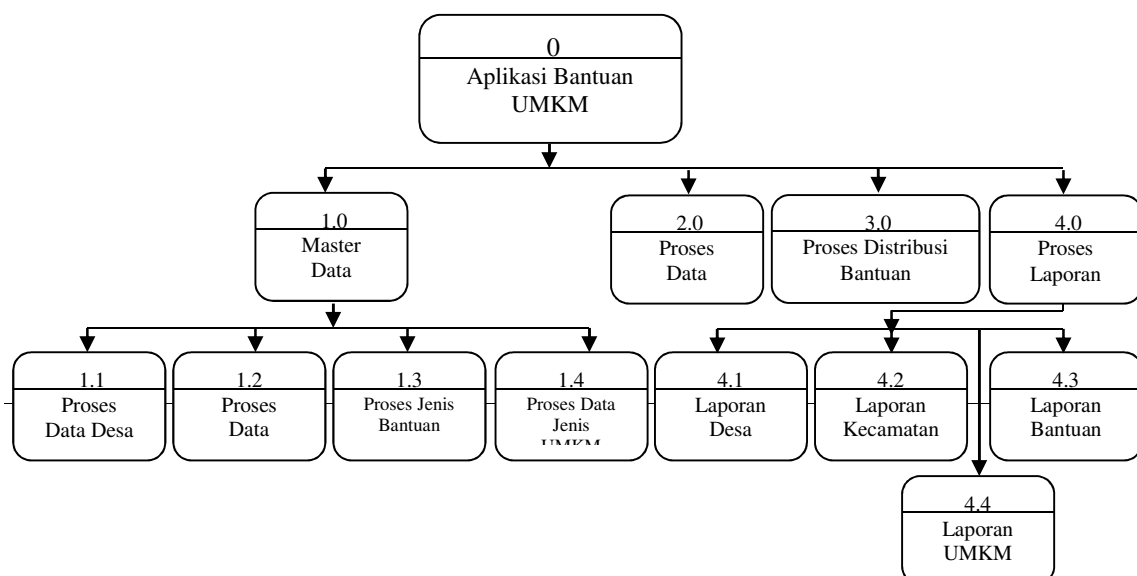 0
Aplikasi Bantuan
UMKM
1.0
Master
Data
2.0
Proses
Data
3.0
Proses Distribusi
Bantuan
4.0
Proses
Laporan
1.1
Proses
Data Desa
1.2
Proses
Data
1.3
Proses Jenis
Bantuan
1.4
Proses Data
Jenis
UMKM
4.1
Laporan
Desa
4.2
Laporan
Kecamatan
4.3
Laporan
Bantuan
4.4
Laporan
UMKM